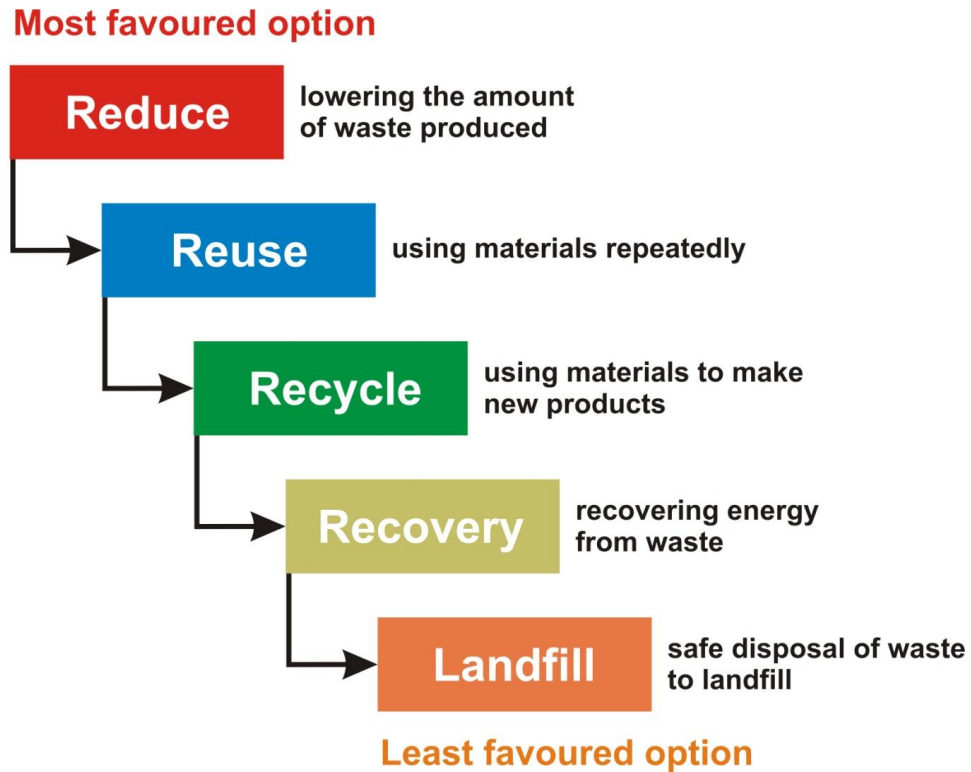 Most favoured option
Reduce
lowering the amount
of waste produced
Reuse
using materials repeatedly
Recycle
using materials to make
new products
Recovery
recovering energy
from waste
Landfill
safe disposal of waste
to landfill
Least favoured option